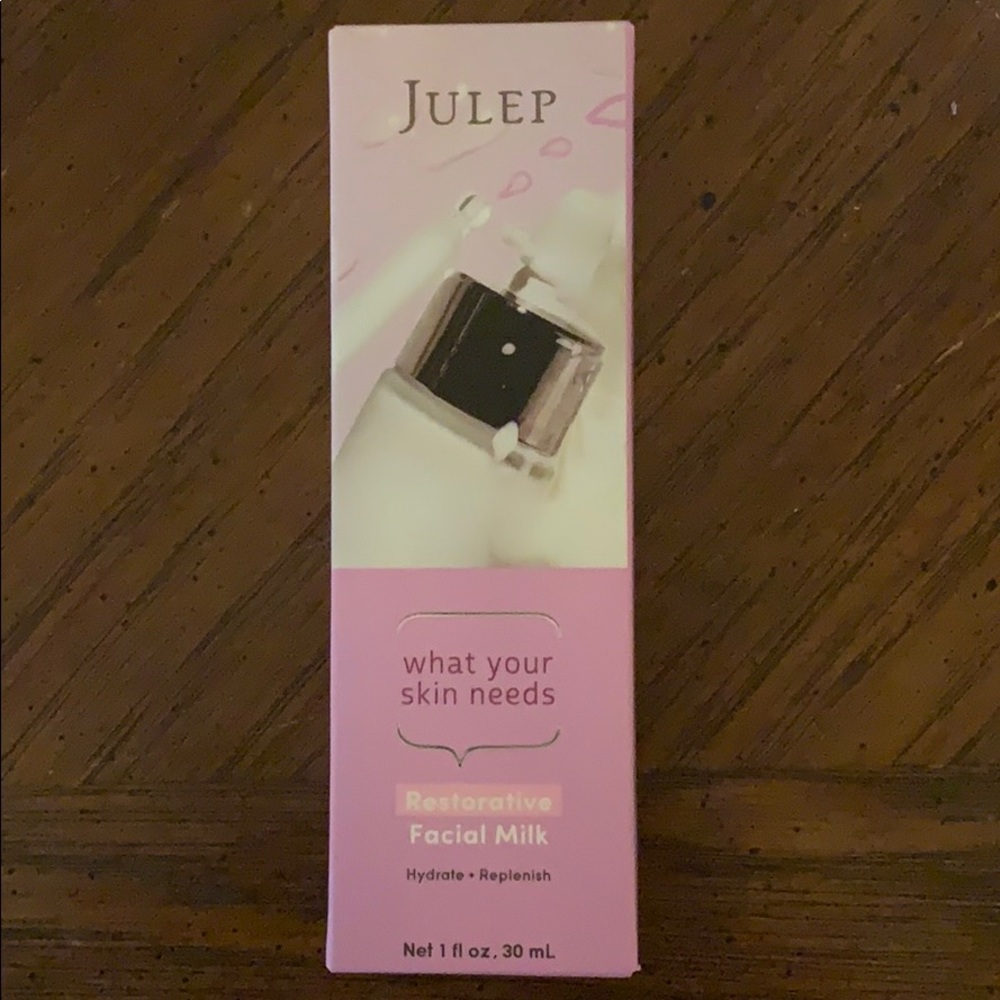 JULEP
what your
skin needs
Restorative
Facial Milk
Hydrate • Replenish
Net 1 fl oz, 30 mL